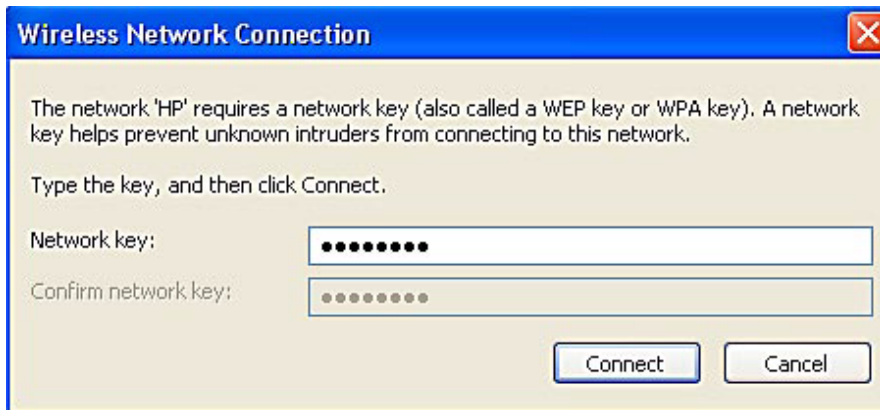 Wireless Network Connection
The network 'HP' requires a network key (also called a WEP key or WPA key). A network
key helps prevent unknown intruders from connecting to this network.
Type the key, and then click Connect.
Network key: ●●●●●●●●
Confirm network key: ●●●●●●●●
Connect Cancel